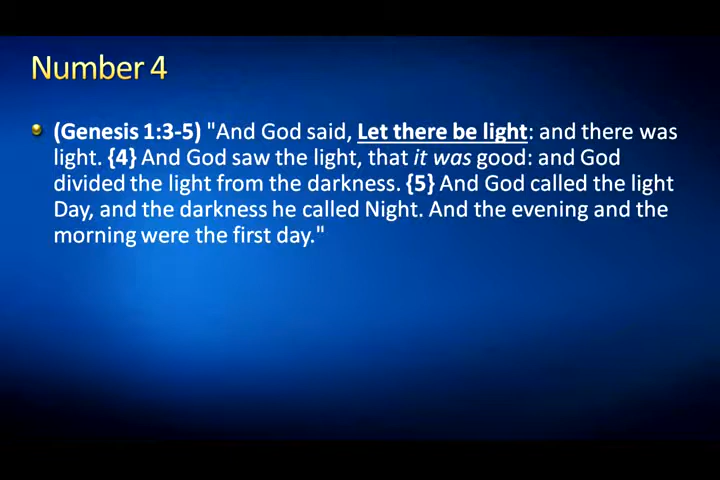 Number 4
(Genesis 1:3-5) "And God said, Let there be light: and there was
light. {4} And God saw the light, that it was good: and God
divided the light from the darkness. {5} And God called the light
Day, and the darkness he called Night. And the evening and the
morning were the first day."